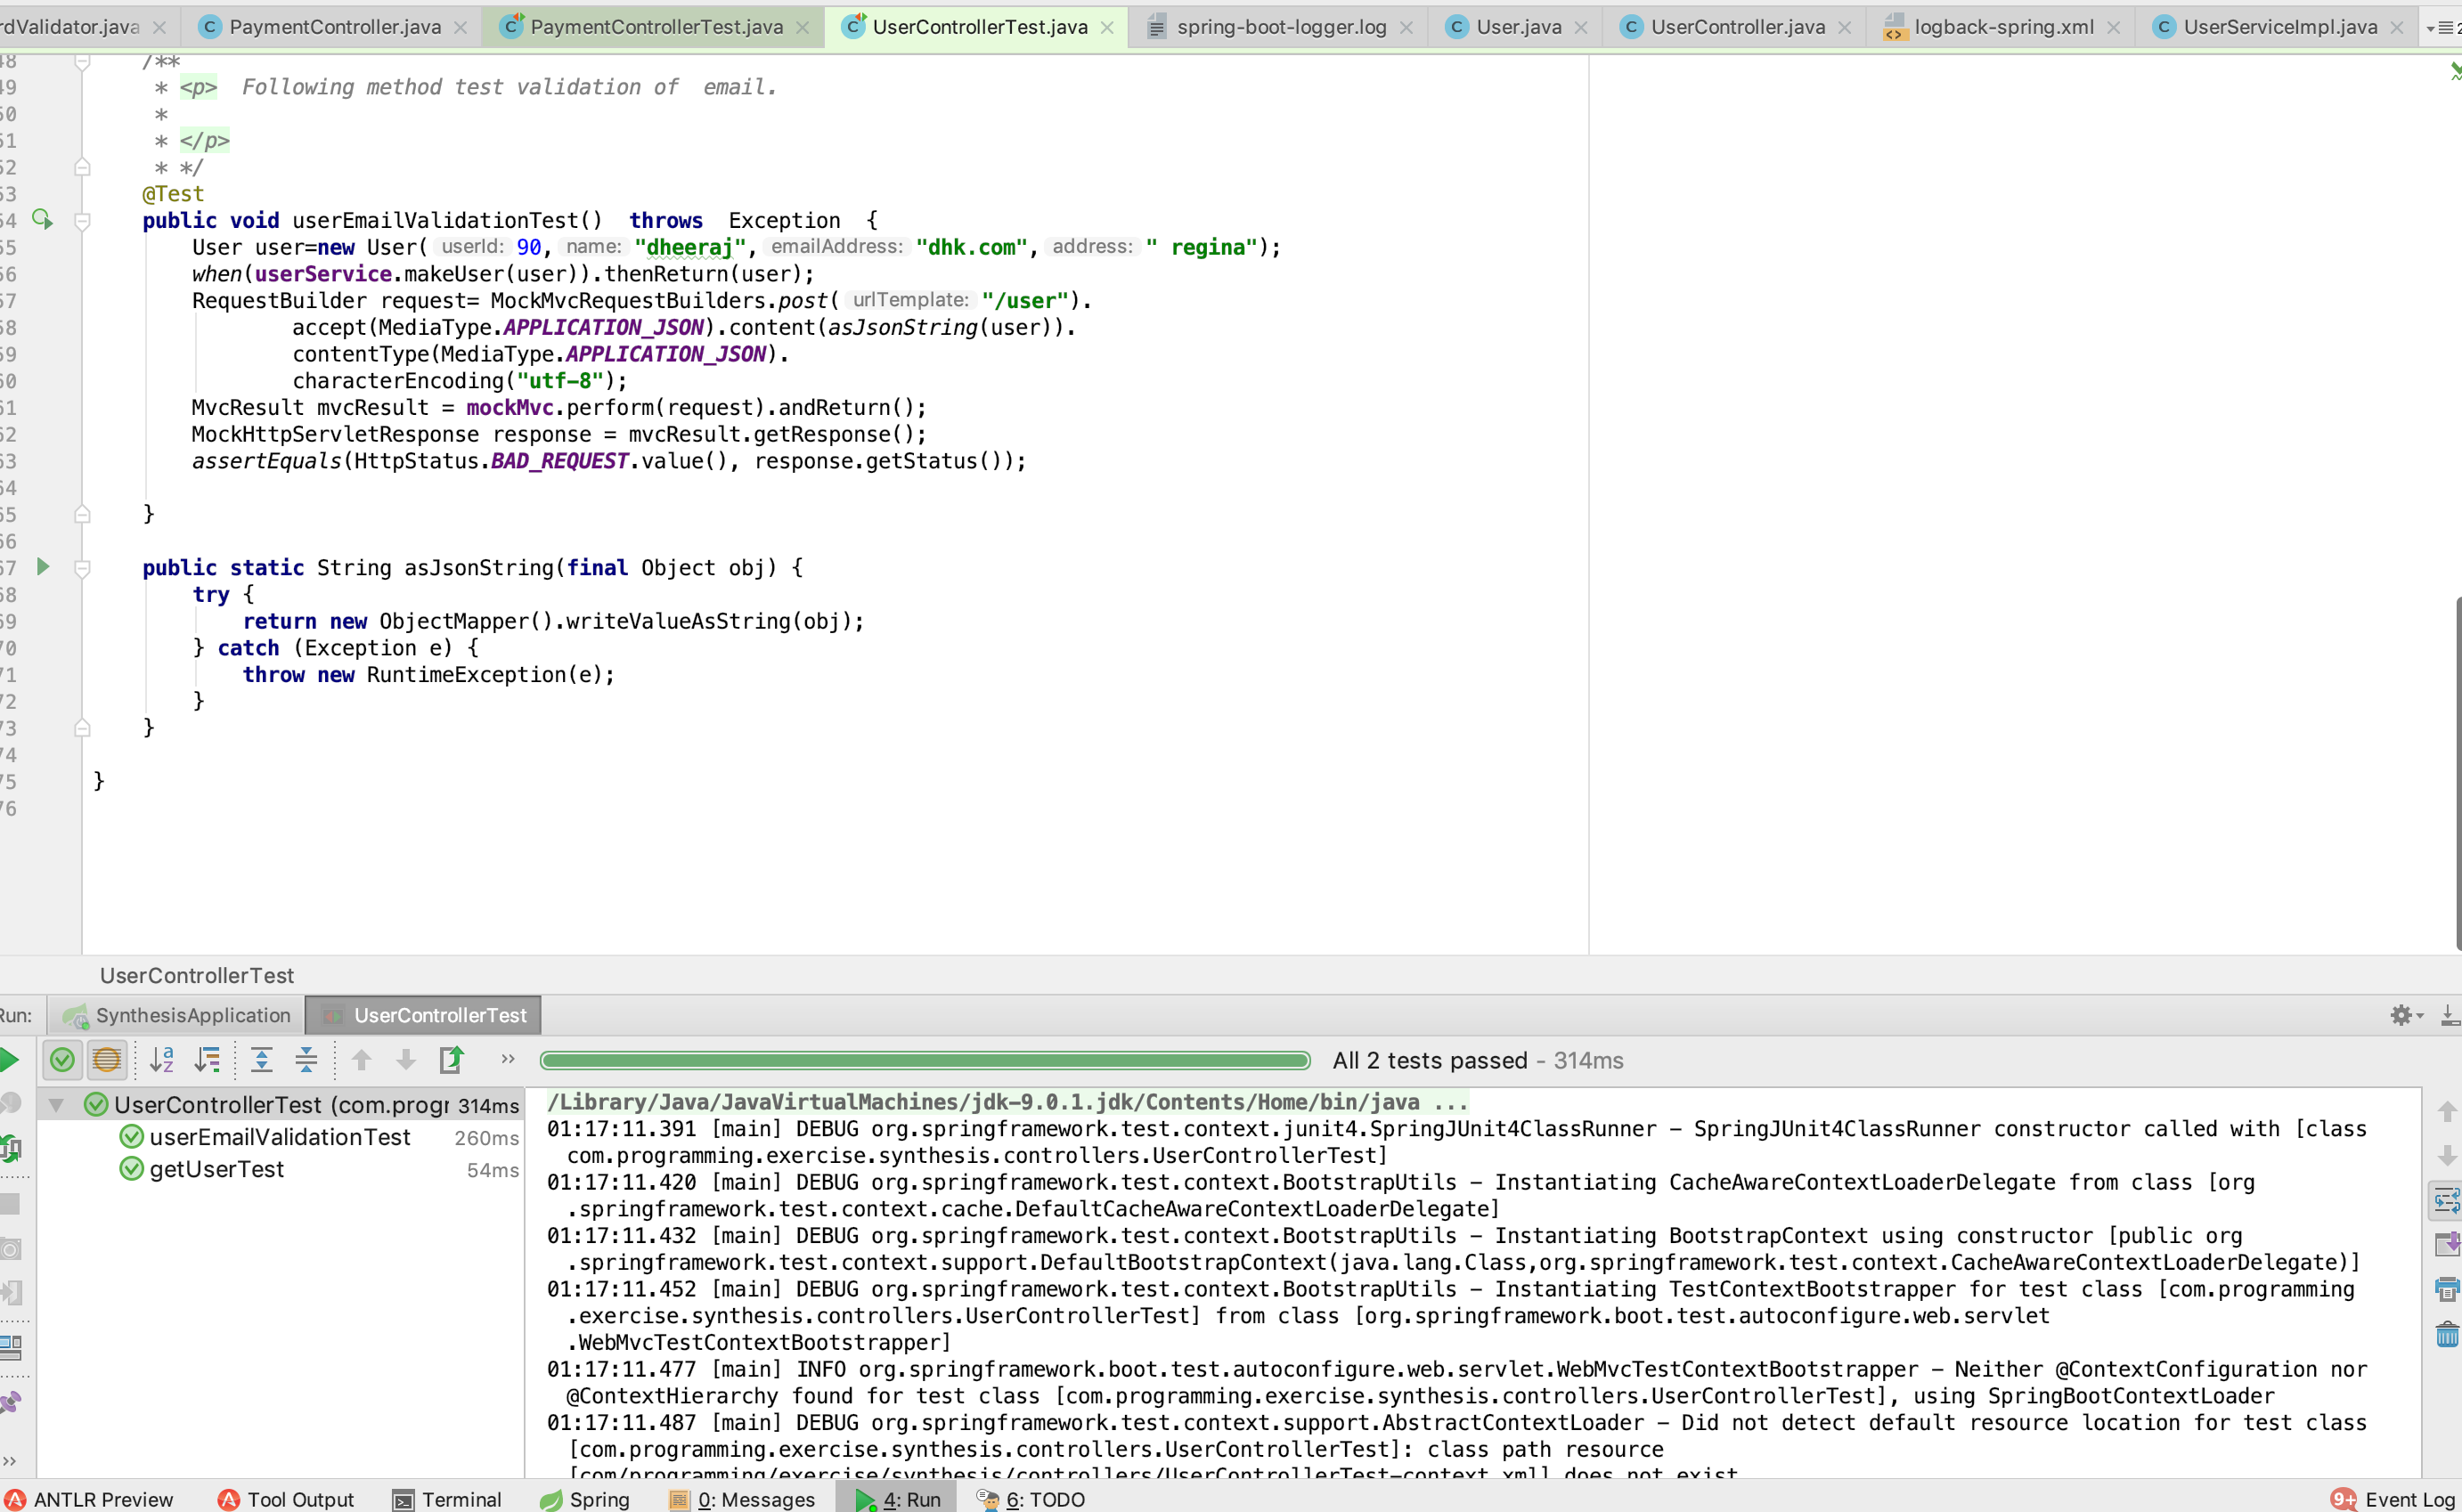 rdValidator.java PaymentController.java PaymentControllerTest.java UserControllerTest.java spring-boot-logger.log User.java UserController.java logback-spring.xml UserServiceImpl.java
48 /**
49 * <p>  Following method test validation of  email.
50 *
51 * </p>
52 * */
53 @Test
54 public void userEmailValidationTest()  throws  Exception  {
55 User user=new User( userId: 90, name: "dheeraj", emailAddress: "dhk.com", address: " regina");
56 when(userService.makeUser(user)).thenReturn(user);
57 RequestBuilder request= MockMvcRequestBuilders.post( urlTemplate: "/user").
58 accept(MediaType.APPLICATION_JSON).content(asJsonString(user)).
59 contentType(MediaType.APPLICATION_JSON).
60 characterEncoding("utf-8");
61 MvcResult mvcResult = mockMvc.perform(request).andReturn();
62 MockHttpServletResponse response = mvcResult.getResponse();
63 assertEquals(HttpStatus.BAD_REQUEST.value(), response.getStatus());
64
65 }
66
67 public static String asJsonString(final Object obj) {
68 try {
69 return new ObjectMapper().writeValueAsString(obj);
70 } catch (Exception e) {
71 throw new RuntimeException(e);
72 }
73 }
74
75 }
76
UserControllerTest
Run: SynthesisApplication UserControllerTest
All 2 tests passed - 314ms
UserControllerTest (com.progr 314ms
userEmailValidationTest 260ms
getUserTest 54ms
/Library/Java/JavaVirtualMachines/jdk-9.0.1.jdk/Contents/Home/bin/java ...
01:17:11.391 [main] DEBUG org.springframework.test.context.junit4.SpringJUnit4ClassRunner - SpringJUnit4ClassRunner constructor called with [class
com.programming.exercise.synthesis.controllers.UserControllerTest]
01:17:11.420 [main] DEBUG org.springframework.test.context.BootstrapUtils - Instantiating CacheAwareContextLoaderDelegate from class [org
.springframework.test.context.cache.DefaultCacheAwareContextLoaderDelegate]
01:17:11.432 [main] DEBUG org.springframework.test.context.BootstrapUtils - Instantiating BootstrapContext using constructor [public org
.springframework.test.context.support.DefaultBootstrapContext(java.lang.Class,org.springframework.test.context.CacheAwareContextLoaderDelegate)]
01:17:11.452 [main] DEBUG org.springframework.test.context.BootstrapUtils - Instantiating TestContextBootstrapper for test class [com.programming
.exercise.synthesis.controllers.UserControllerTest] from class [org.springframework.boot.test.autoconfigure.web.servlet
.WebMvcTestContextBootstrapper]
01:17:11.477 [main] INFO org.springframework.boot.test.autoconfigure.web.servlet.WebMvcTestContextBootstrapper - Neither @ContextConfiguration nor
@ContextHierarchy found for test class [com.programming.exercise.synthesis.controllers.UserControllerTest], using SpringBootContextLoader
01:17:11.487 [main] DEBUG org.springframework.test.context.support.AbstractContextLoader - Did not detect default resource location for test class
[com.programming.exercise.synthesis.controllers.UserControllerTest]: class path resource
[com/programming/exercise/synthesis/controllers/UserControllerTest-context.xml] does not exist
ANTLR Preview Tool Output Terminal Spring 0: Messages 4: Run 6: TODO 9+ Event Log